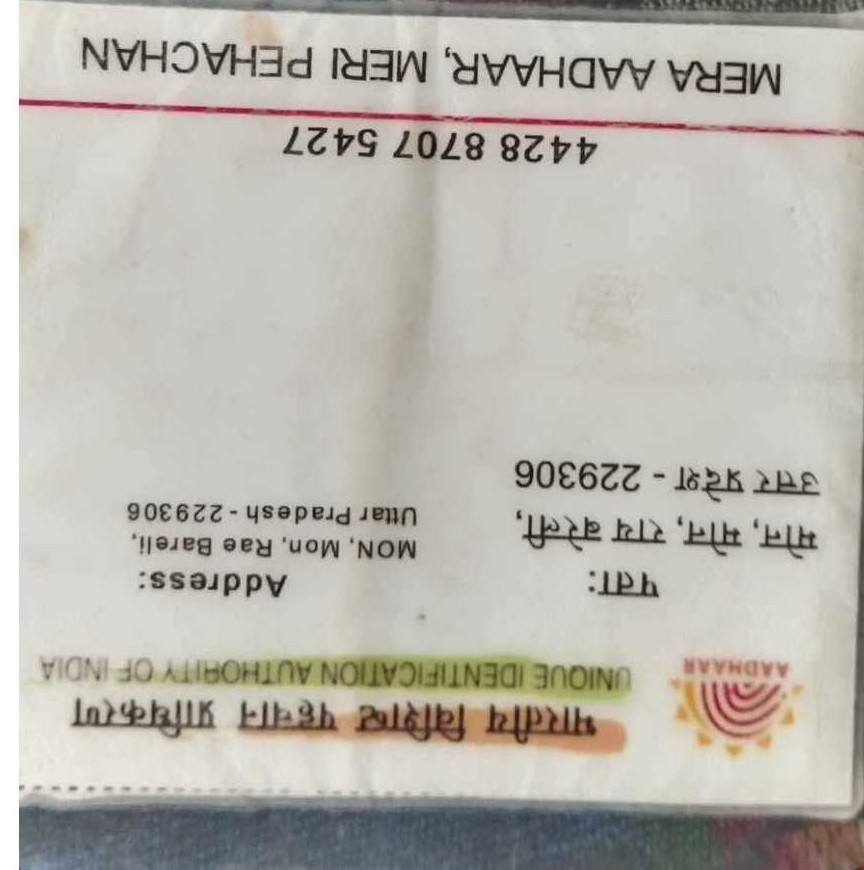 भारतीय विशिष्ट पहचान प्राधिकरण
UNIQUE IDENTIFICATION AUTHORITY OF INDIA
AADHAAR
पता:
मोन, मोन, राय बरेली,
उत्तर प्रदेश - 229306
Address:
MON, Mon, Rae Bareli,
Uttar Pradesh - 229306
4428 8707 5427
MERA AADHAAR, MERI PEHACHAN